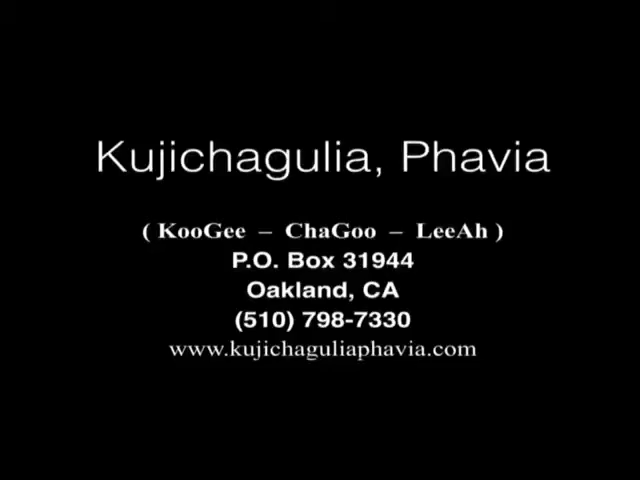 Kujichagulia, Phavia
( KooGee – ChaGoo – LeeAh )
P.O. Box 31944
Oakland, CA
(510) 798-7330
www.kujichaguliaphavia.com